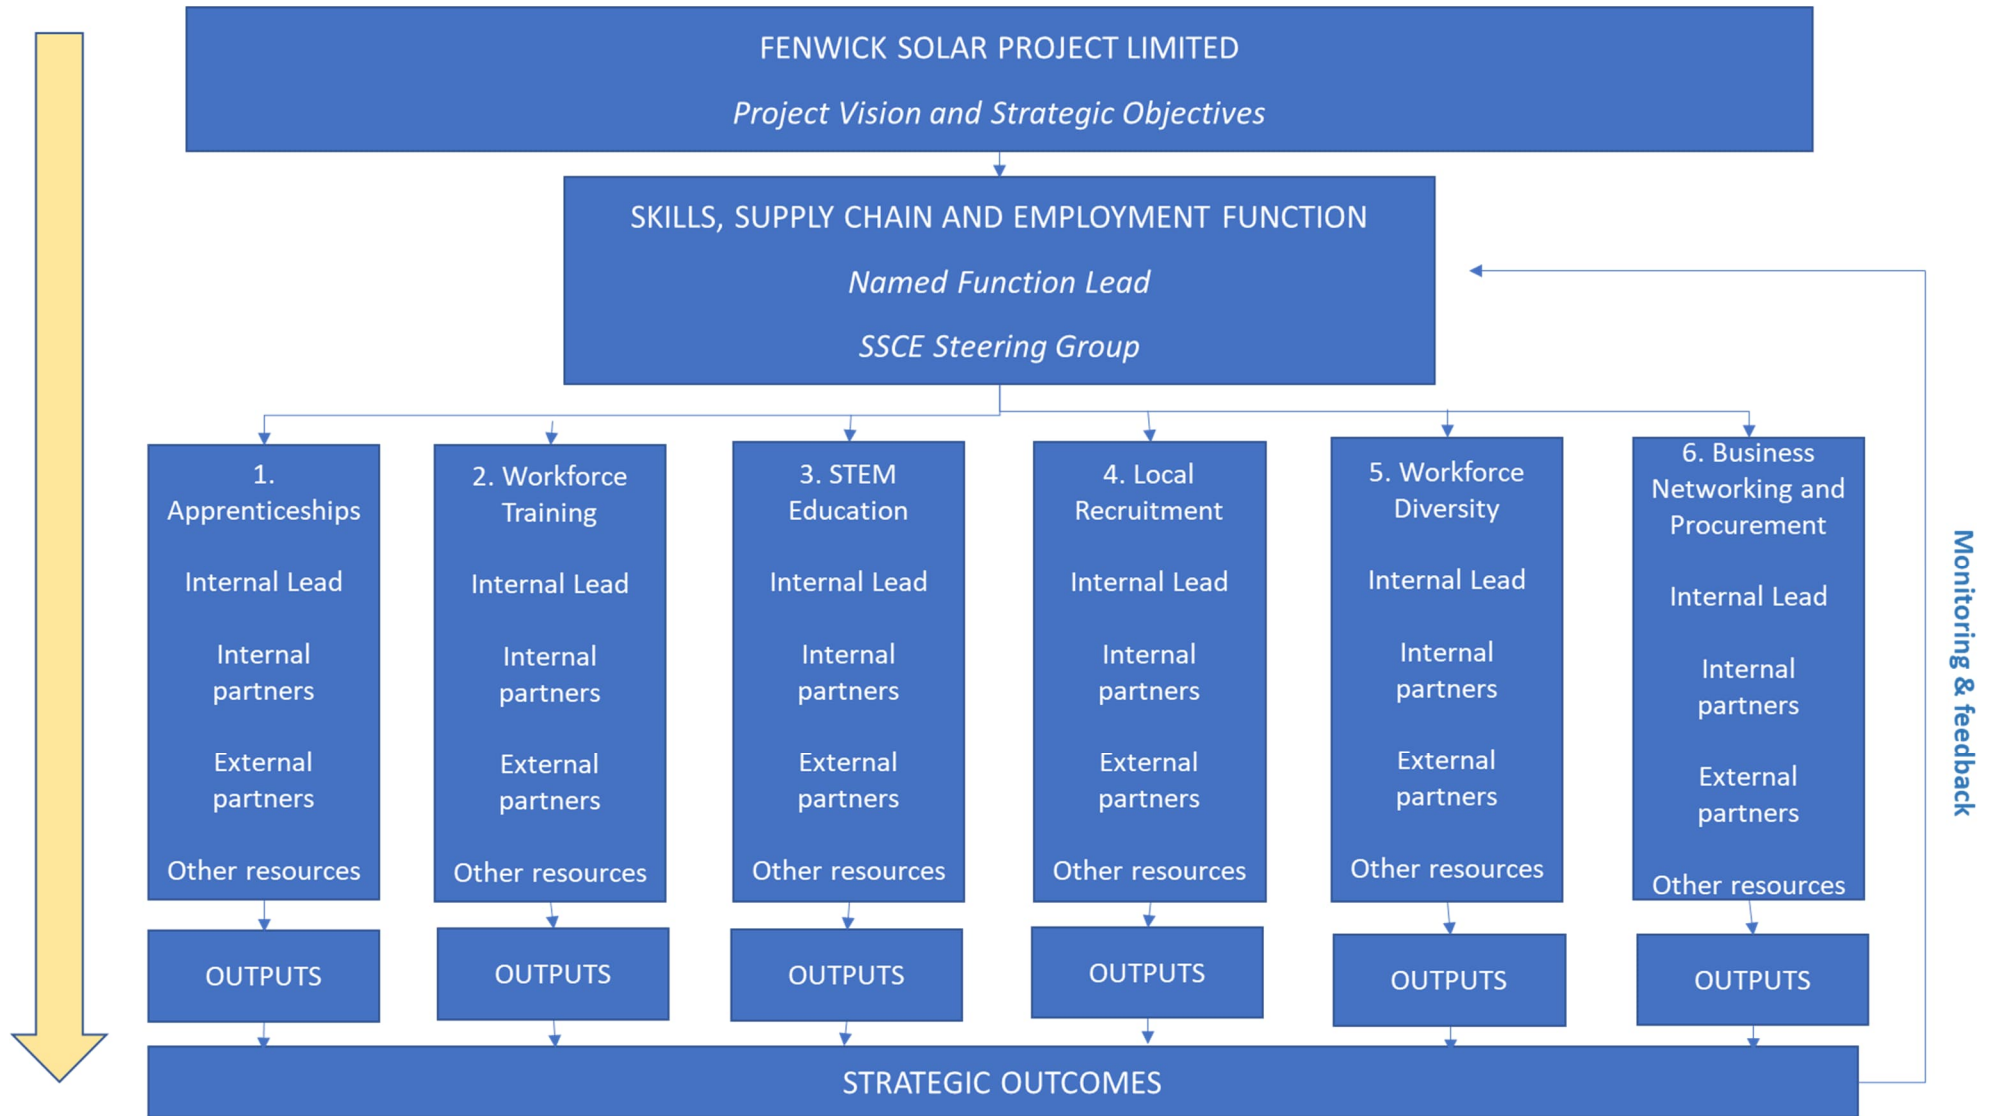 FENWICK SOLAR PROJECT LIMITED
Project Vision and Strategic Objectives
SKILLS, SUPPLY CHAIN AND EMPLOYMENT FUNCTION
Named Function Lead
SSCE Steering Group
1.
Apprenticeships
Internal Lead
Internal
partners
External
partners
Other resources
2. Workforce
Training
Internal Lead
Internal
partners
External
partners
Other resources
3. STEM
Education
Internal Lead
Internal
partners
External
partners
Other resources
4. Local
Recruitment
Internal Lead
Internal
partners
External
partners
Other resources
5. Workforce
Diversity
Internal Lead
Internal
partners
External
partners
Other resources
6. Business
Networking and
Procurement
Internal Lead
Internal
partners
External
partners
Other resources
Monitoring & feedback
OUTPUTS
OUTPUTS
OUTPUTS
OUTPUTS
OUTPUTS
OUTPUTS
STRATEGIC OUTCOMES